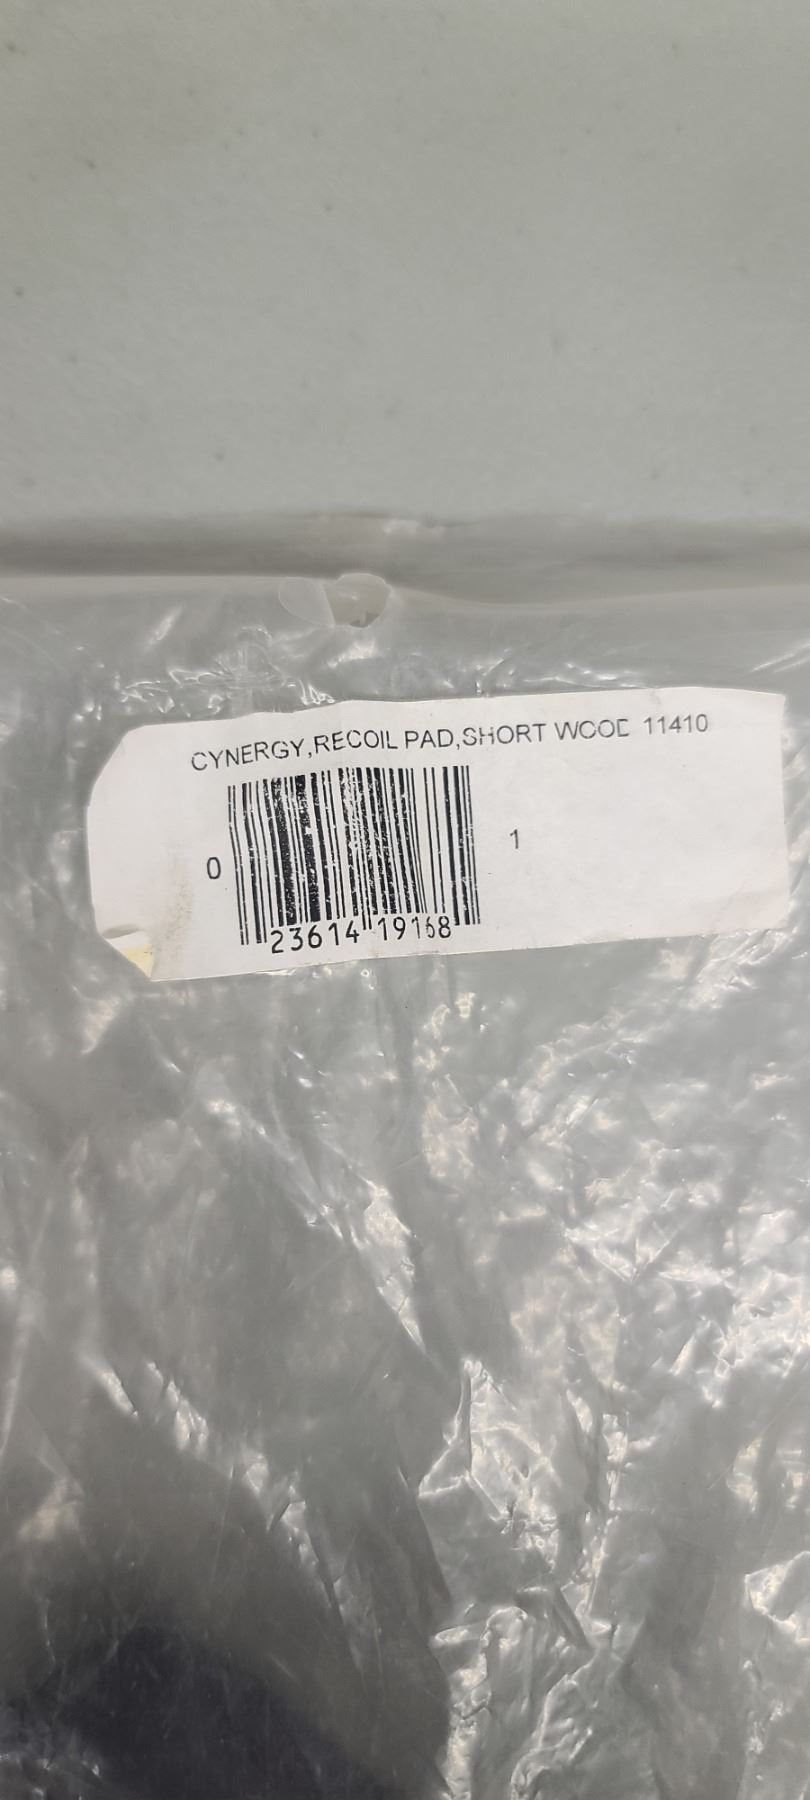 CYNERGY,RECOIL PAD,SHORT WOOD 11410
0 23614 19168 1